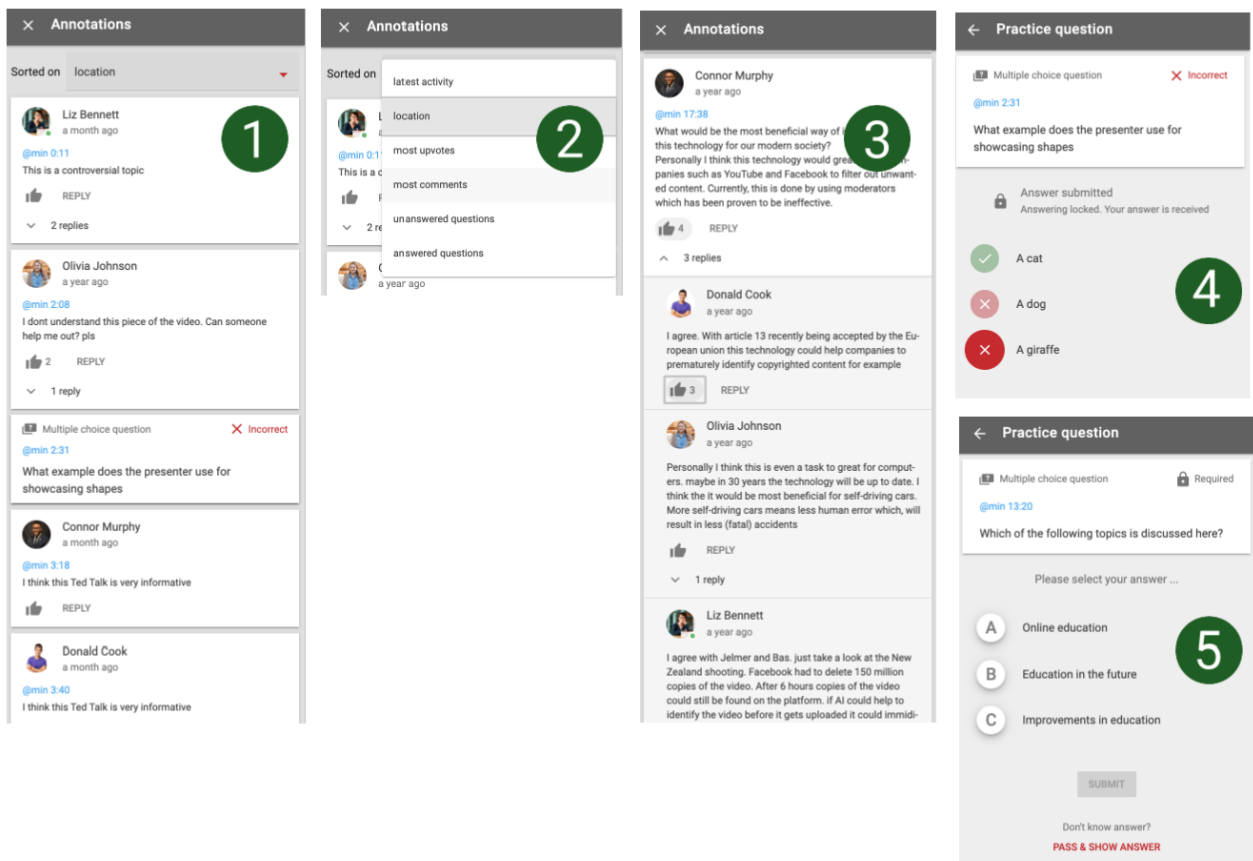 Annotations
Sorted on location
1
Liz Bennett
a month ago
@min 0:11
This is a controversial topic
REPLY
2 replies
Olivia Johnson
a year ago
@min 2:08
I dont understand this piece of the video. Can someone
help me out? pls
2 REPLY
1 reply
Multiple choice question Incorrect
@min 2:31
What example does the presenter use for
showcasing shapes
Connor Murphy
a month ago
@min 3:18
I think this Ted Talk is very informative
REPLY
Donald Cook
a month ago
@min 3:40
I think this Ted Talk is very informative
Annotations
Sorted on
latest activity
location
most upvotes
most comments
unanswered questions
answered questions
2
@min 0:1
This is a c
2 re
a year ago
Annotations
Connor Murphy
a year ago
3
@min 17:38
What would be the most beneficial way of
this technology for our modern society?
Personally I think this technology would
panies such as YouTube and Facebook to filter out unwant-
ed content. Currently, this is done by using moderators
which has been proven to be ineffective.
4 REPLY
3 replies
Donald Cook
a year ago
I agree. With article 13 recently being accepted by the Eu-
ropean union this technology could help companies to
prematurely identify copyrighted content for example
3 REPLY
Olivia Johnson
a year ago
Personally I think this is even a task to great for comput-
ers. maybe in 30 years the technology will be up to date. I
think the it would be most beneficial for self-driving cars.
More self-driving cars means less human error which, will
result in less (fatal) accidents
REPLY
1 reply
Liz Bennett
a year ago
I agree with Jelmer and Bas. just take a look at the New
Zealand shooting. Facebook had to delete 150 million
copies of the video. After 6 hours copies of the video
could still be found on the platform. if AI could help to
identify the video before it gets uploaded it could immidi-
Practice question
Multiple choice question Incorrect
@min 2:31
What example does the presenter use for
showcasing shapes
Answer submitted
Answering locked. Your answer is received
A cat
A dog
A giraffe
4
Practice question
Multiple choice question Required
@min 13:20
Which of the following topics is discussed here?
Please select your answer ...
A Online education
B Education in the future
C Improvements in education
5
SUBMIT
Don't know answer?
PASS & SHOW ANSWER